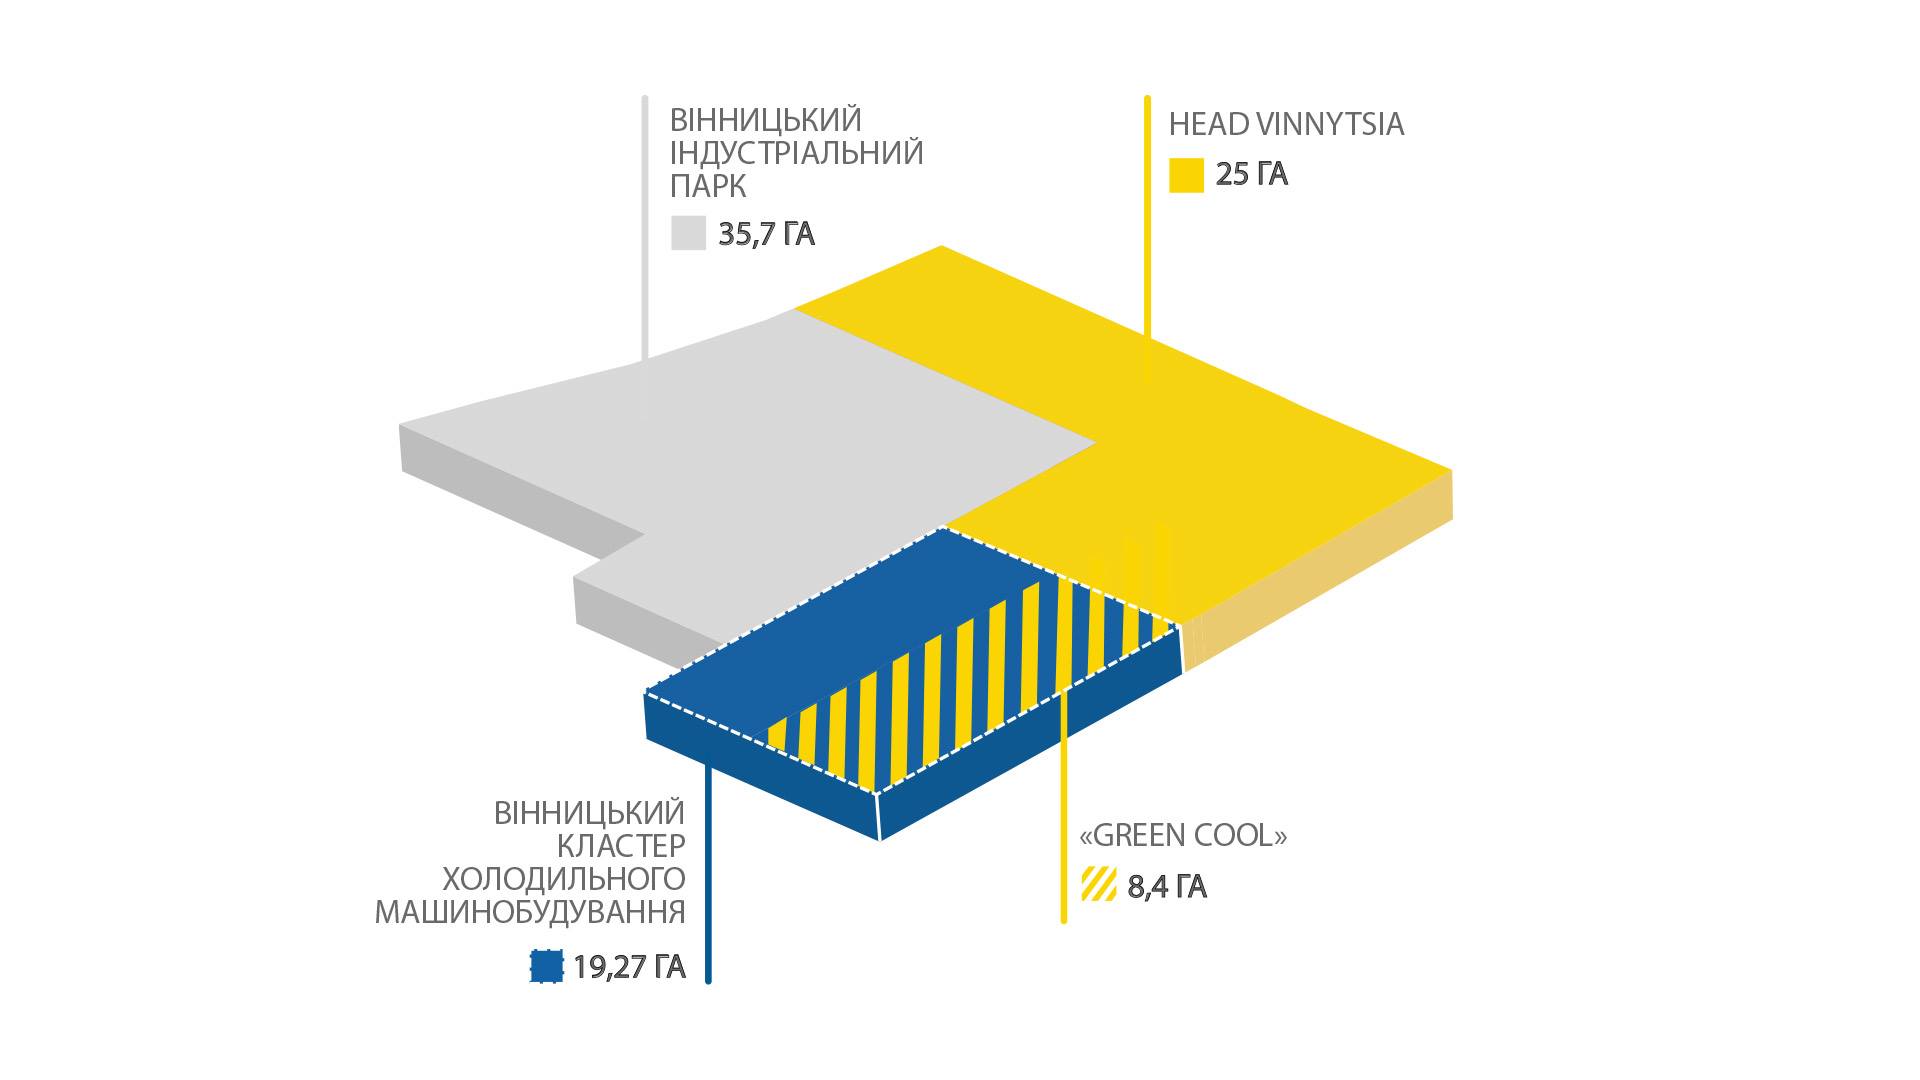 ВІННИЦЬКИЙ
ІНДУСТРІАЛЬНИЙ
ПАРК
35,7 ГА
HEAD VINNYTSIA
25 ГА
ВІННИЦЬКИЙ
КЛАСТЕР
ХОЛОДИЛЬНОГО
МАШИНОБУДУВАННЯ
19,27 ГА
«GREEN COOL»
8,4 ГА